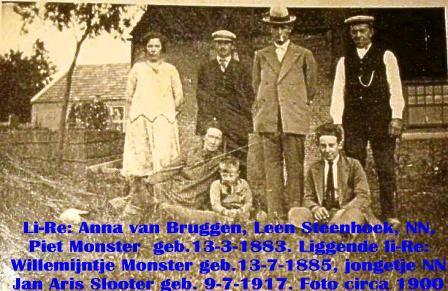 Li-Re: Anna van Bruggen, Leen Steenhoek, NN,
Piet Monster geb.13-3-1883. Liggende li-Re:
Willemijntje Monster geb.13-7-1885, jongetje NN
Jan Aris Slooter geb. 9-7-1917. Foto circa 1900